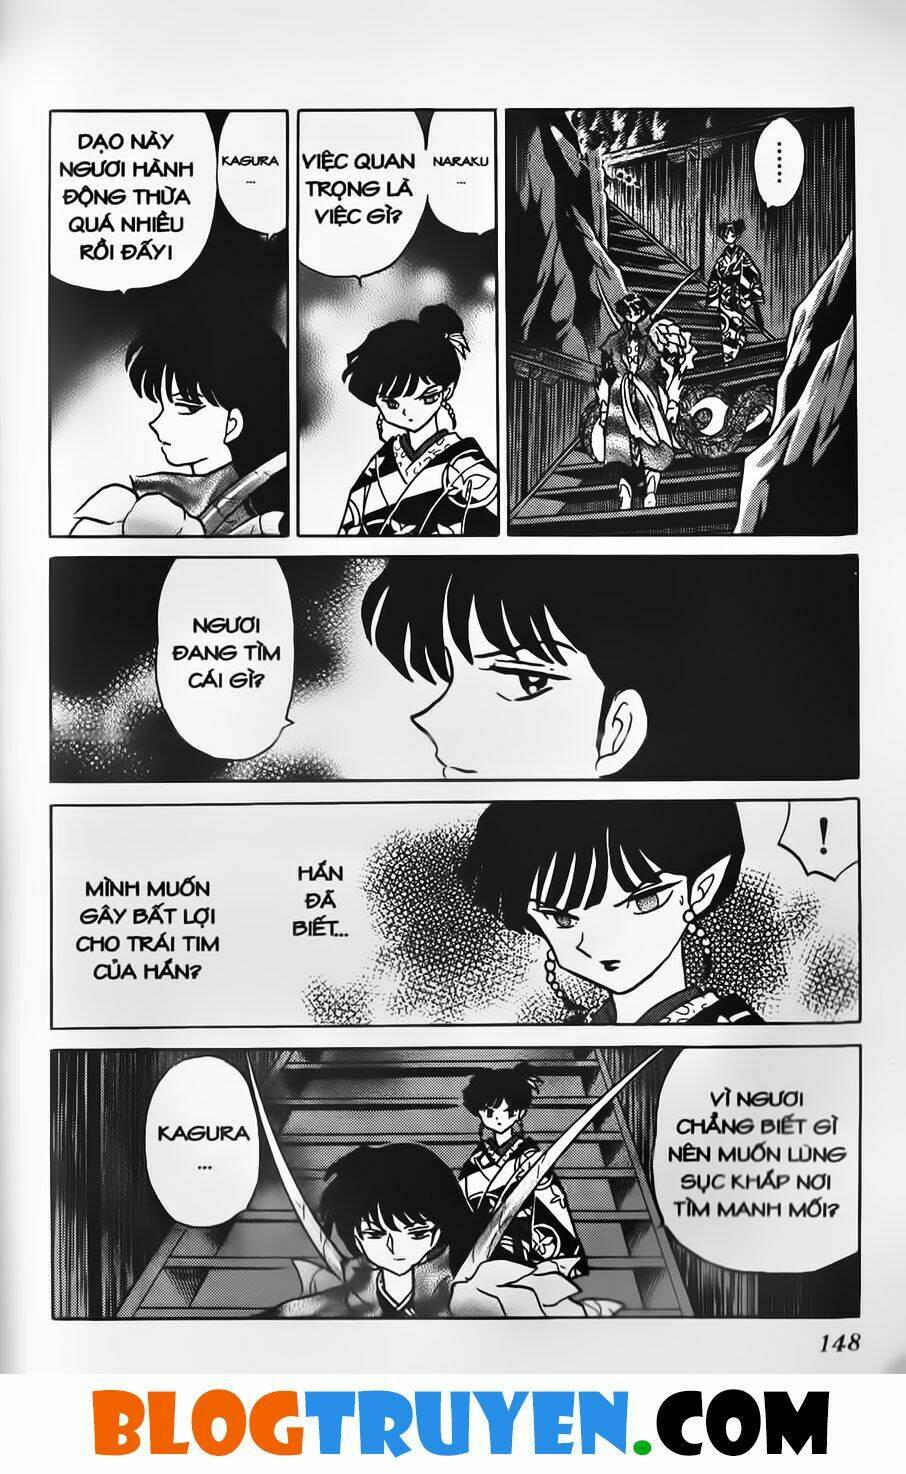 ......
NARAKU
...
VIỆC QUAN
TRỌNG LÀ
VIỆC GÌ?
KAGURA
...
DẠO NÀY
NGƯƠI HÀNH
ĐỘNG THỪA
QUÁ NHIỀU
RỒI ĐẤY!
NGƯƠI
ĐANG TÌM
CÁI GÌ?
!
HẮN
ĐÃ
BIẾT...
MÌNH MUỐN
GÂY BẤT LỢI
CHO TRÁI TIM
CỦA HẮN?
VÌ NGƯƠI
CHẲNG BIẾT GÌ
NÊN MUỐN LÙNG
SỤC KHẮP NƠI
TÌM MANH MỐI?
KAGURA
...
148
BLOGTRUYEN.COM